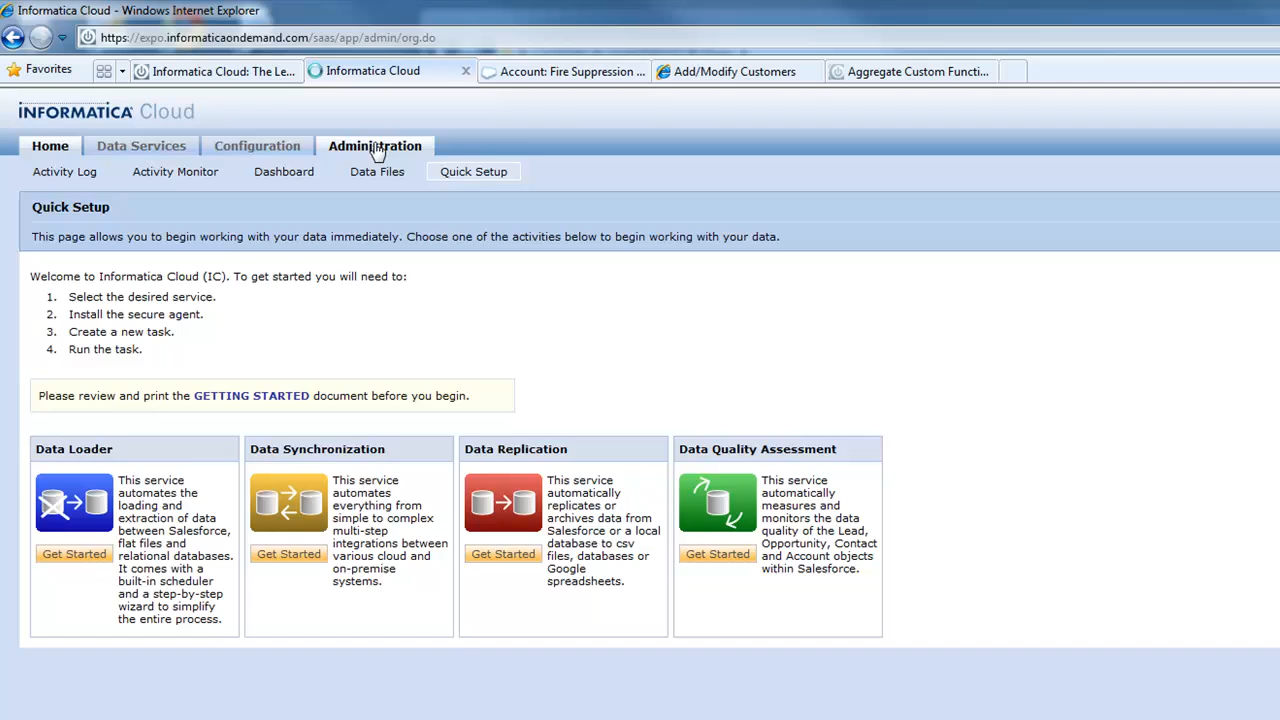 Informatica Cloud - Windows Internet Explorer
https://expo.informaticaondemand.com/saas/app/admin/org.do
Favorites
Informatica Cloud: The Le...
Informatica Cloud
Account: Fire Suppression ...
Add/Modify Customers
Aggregate Custom Functi...
INFORMATICA Cloud
Home
Data Services
Configuration
Administration
Activity Log
Activity Monitor
Dashboard
Data Files
Quick Setup
Quick Setup
This page allows you to begin working with your data immediately. Choose one of the activities below to begin working with your data.
Welcome to Informatica Cloud (IC). To get started you will need to:
1. Select the desired service.
2. Install the secure agent.
3. Create a new task.
4. Run the task.
Please review and print the GETTING STARTED document before you begin.
Data Loader
This service
automates the
loading and
extraction of data
between Salesforce,
flat files and
relational databases.
It comes with a
built-in scheduler
and a step-by-step
wizard to simplify
the entire process.
Get Started
Data Synchronization
This service
automates
everything from
simple to complex
multi-step
integrations between
various cloud and
on-premise
systems.
Get Started
Data Replication
This service
automatically
replicates or
archives data from
Salesforce or a local
database to csv
files, databases or
Google
spreadsheets.
Get Started
Data Quality Assessment
This service
automatically
measures and
monitors the data
quality of the Lead,
Opportunity, Contact
and Account objects
within Salesforce.
Get Started